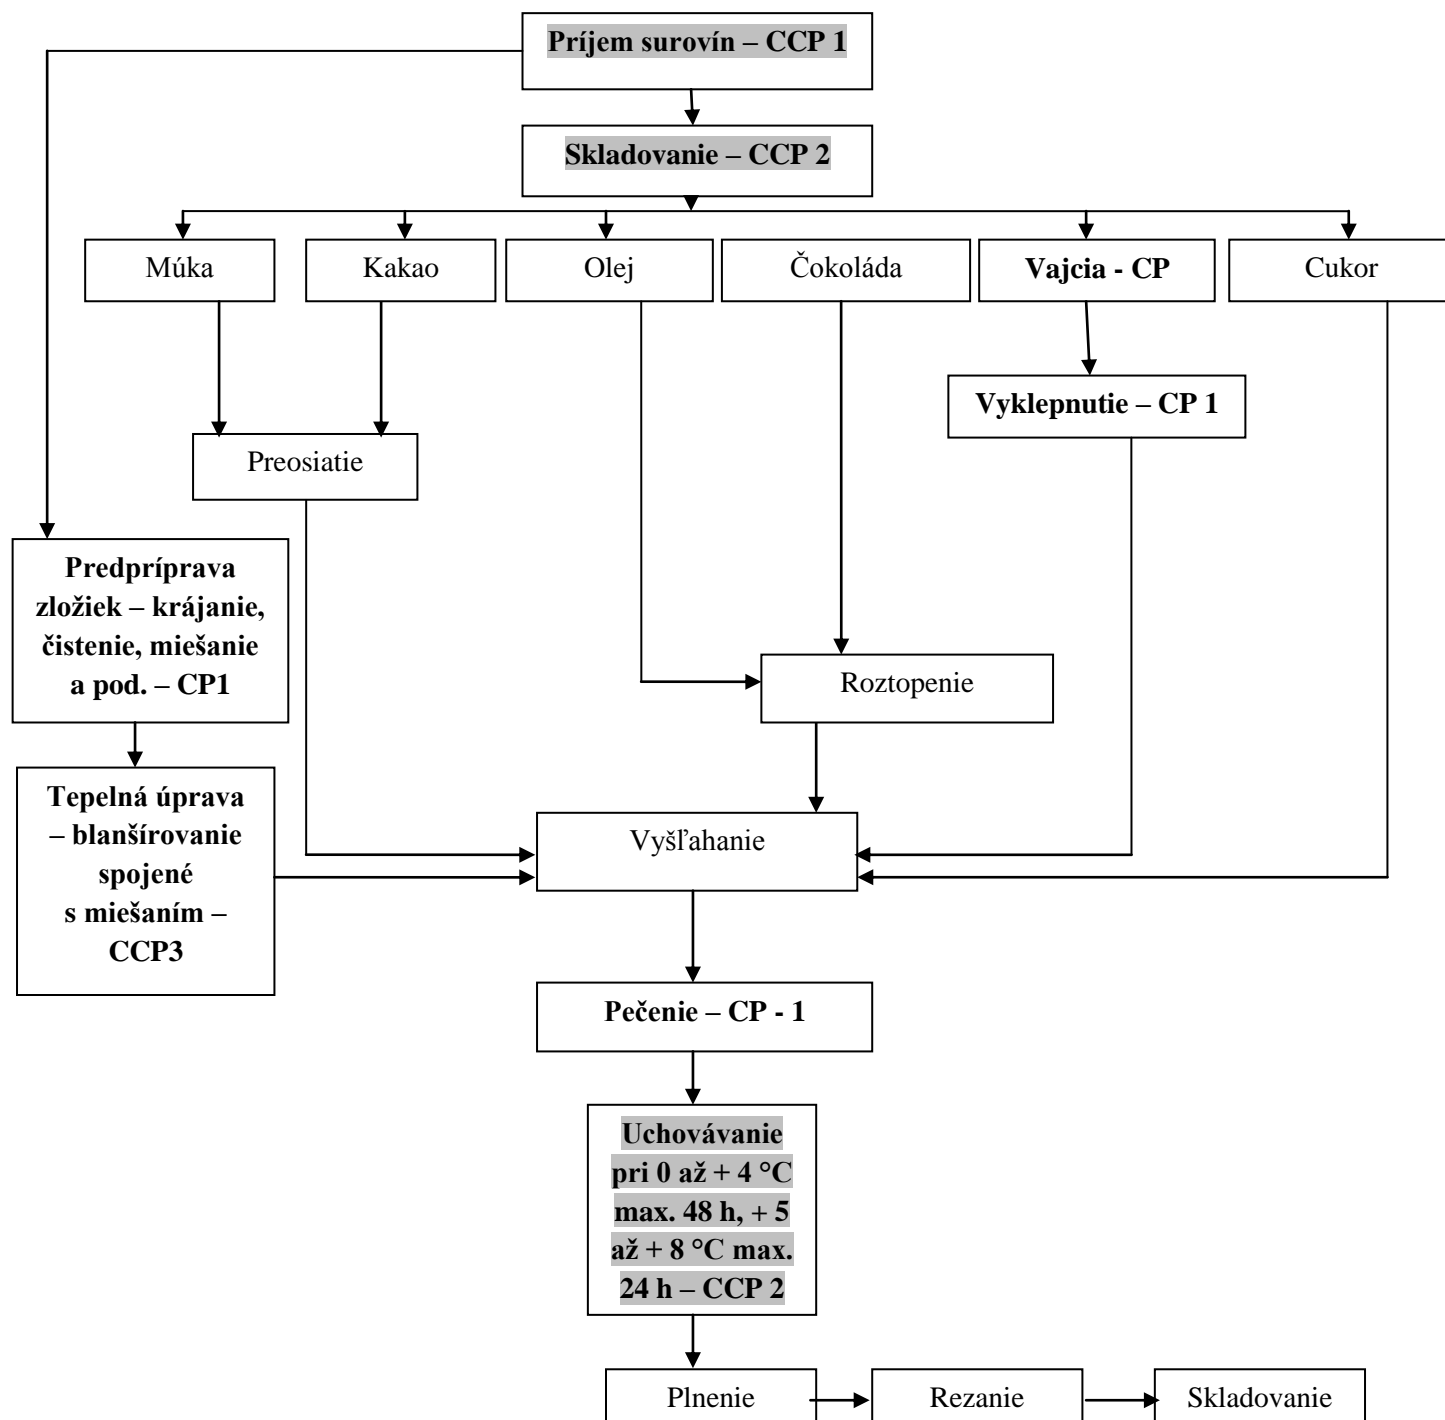 Príjem surovín – CCP 1
Skladovanie – CCP 2
Múka
Kakao
Olej
Čokoláda
Vajcia - CP
Cukor
Vyklepnutie – CP 1
Preosiatie
Predpríprava
zložiek – krájanie,
čistenie, miešanie
a pod. – CP1
Roztopenie
Tepelná úprava
– blanšírovanie
spojené
s miešaním –
CCP3
Vyšľahanie
Pečenie – CP - 1
Uchovávanie
pri 0 až + 4 °C
max. 48 h, + 5
až + 8 °C max.
24 h – CCP 2
Plnenie
Rezanie
Skladovanie